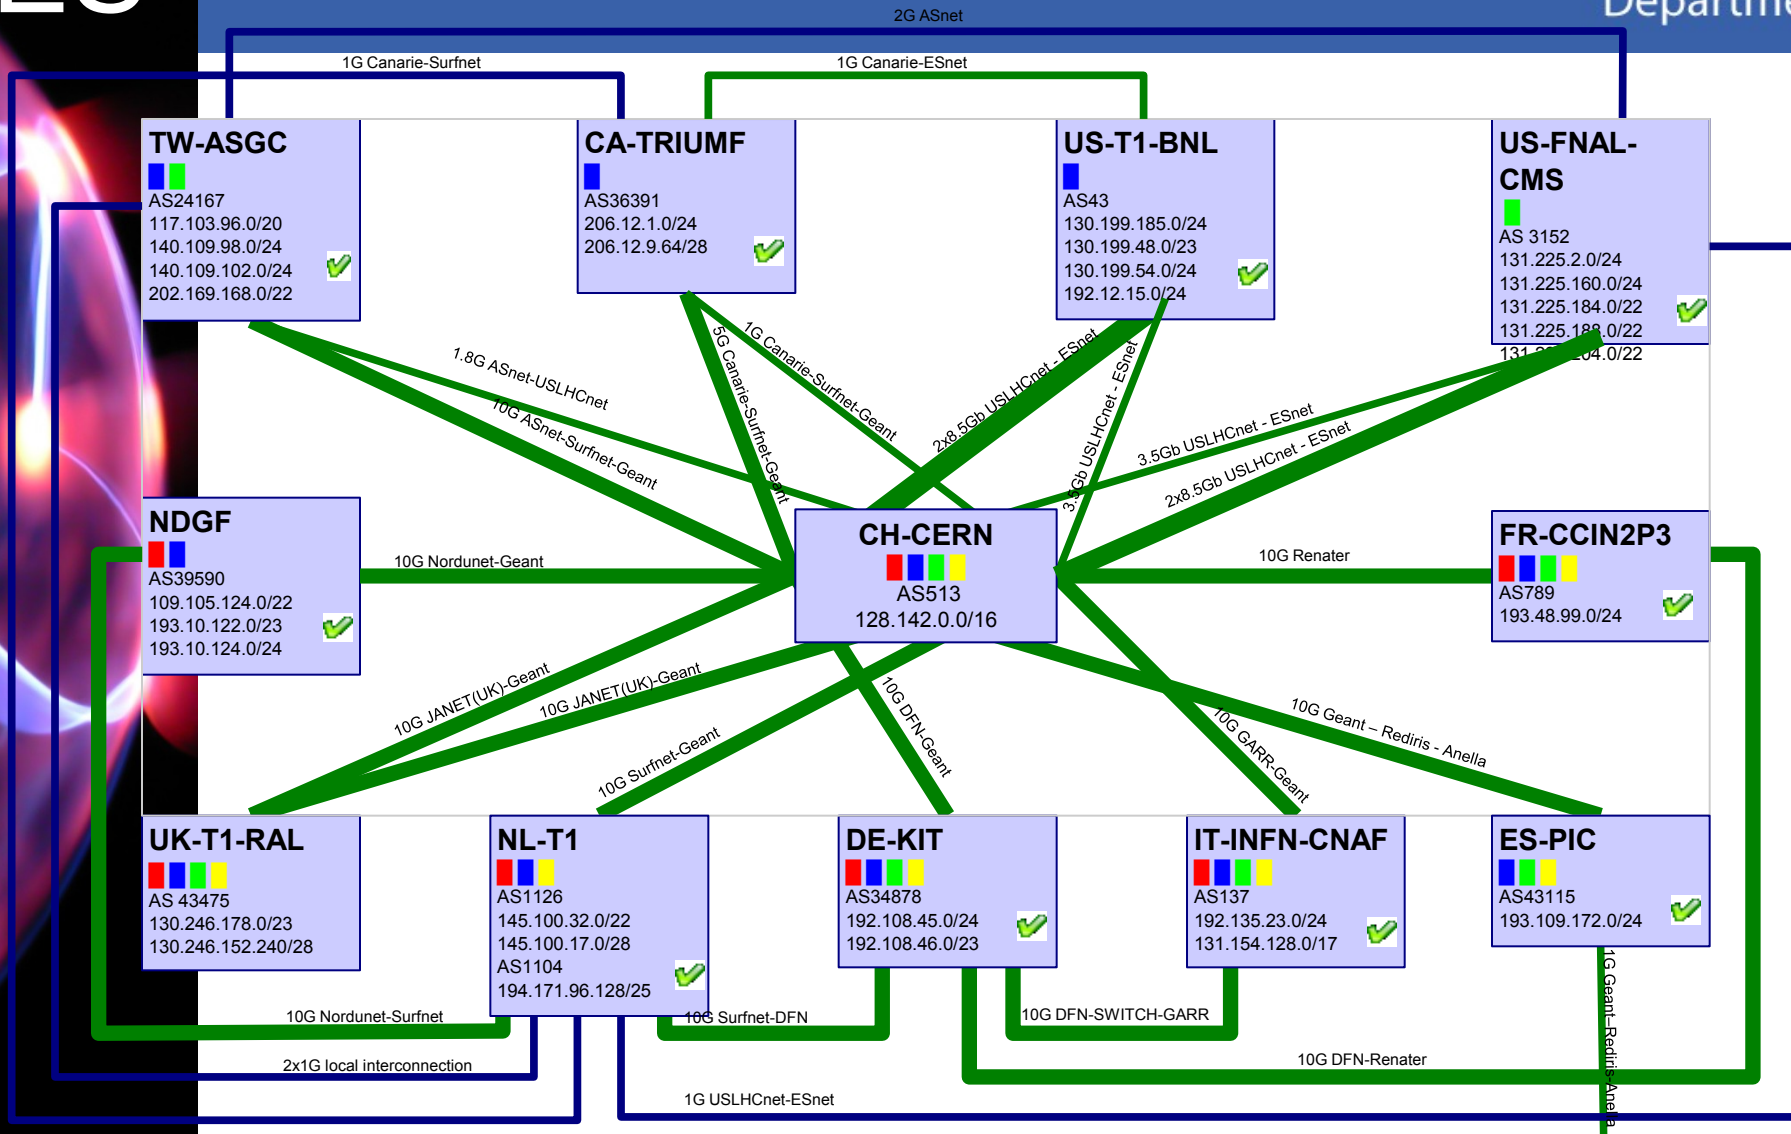 ES
Departme
2G ASnet
1G Canarie-Surfnet
1G Canarie-ESnet
TW-ASGC
AS24167
117.103.96.0/20
140.109.98.0/24
140.109.102.0/24
202.169.168.0/22
CA-TRIUMF
AS36391
206.12.1.0/24
206.12.9.64/28
US-T1-BNL
AS43
130.199.185.0/24
130.199.48.0/23
130.199.54.0/24
192.12.15.0/24
US-FNAL-
CMS
AS 3152
131.225.2.0/24
131.225.160.0/24
131.225.184.0/22
131.225.188.0/22
204.0/22
1.8G ASnet-USLHCnet
10G ASnet-Surfnet-Geant
5G Canarie-Surfnet-Geant
1G Canarie-Surfnet-Geant
2x8.5Gb USLHCnet - ESnet
3.5Gb USLHCnet - ESnet
3.5Gb USLHCnet - ESnet
2x8.5Gb USLHCnet - ESnet
NDGF
AS39590
109.105.124.0/22
193.10.122.0/23
193.10.124.0/24
10G Nordunet-Geant
CH-CERN
AS513
128.142.0.0/16
10G Renater
FR-CCIN2P3
AS789
193.48.99.0/24
10G JANET(UK)-Geant
10G JANET(UK)-Geant
10G Surfnet-Geant
10G DFN-Geant
10G GARR-Geant
10G Geant – Rediris - Anella
UK-T1-RAL
AS 43475
130.246.178.0/23
130.246.152.240/28
NL-T1
AS1126
145.100.32.0/22
145.100.17.0/28
AS1104
194.171.96.128/25
DE-KIT
AS34878
192.108.45.0/24
192.108.46.0/23
IT-INFN-CNAF
AS137
192.135.23.0/24
131.154.128.0/17
ES-PIC
AS43115
193.109.172.0/24
1G Geant–Rediris-Anella
10G Nordunet-Surfnet
10G Surfnet-DFN
10G DFN-SWITCH-GARR
2x1G local interconnection
10G DFN-Renater
1G USLHCnet-ESnet